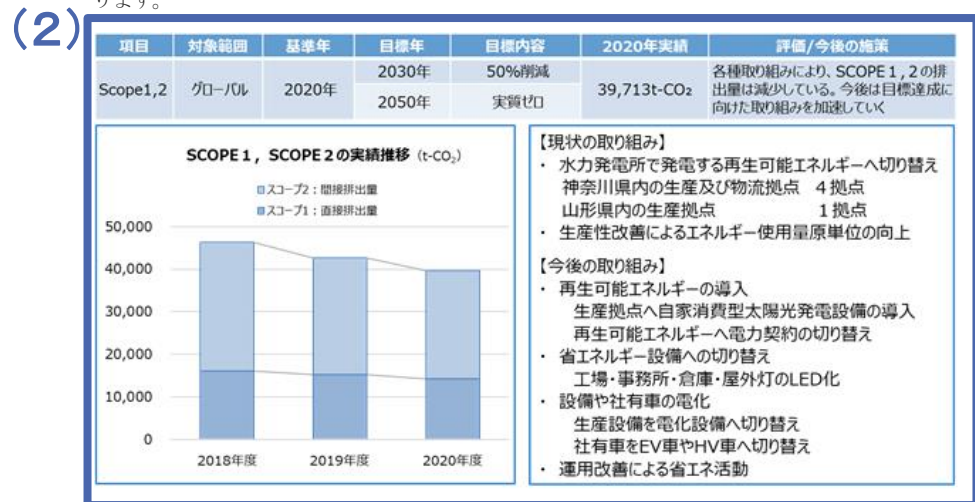 ります。
(2)
項目 対象範囲 基準年 目標年 目標内容 2020年実績 評価/今後の施策
Scope1,2 グローバル 2020年 2030年 50%削減 39,713t-CO₂ 各種取り組みにより、SCOPE1,2の排
2050年 実質ゼロ 出量は減少している。今後は目標達成に
向けた取り組みを加速していく
SCOPE1,SCOPE2の実績推移(t-CO₂)
スコープ2:間接排出量
スコープ1:直接排出量
50,000
40,000
30,000
20,000
10,000
0
2018年度 2019年度 2020年度
【現状の取り組み】
・ 水力発電所で発電する再生可能エネルギーへ切り替え
神奈川県内の生産及び物流拠点 4拠点
山形県内の生産拠点 1拠点
・ 生産性改善によるエネルギー使用量原単位の向上
【今後の取り組み】
・ 再生可能エネルギーの導入
生産拠点へ自家消費型太陽光発電設備の導入
再生可能エネルギーへ電力契約の切り替え
・ 省エネルギー設備への切り替え
工場・事務所・倉庫・屋外灯のLED化
・ 設備や社有車の電化
生産設備を電化設備へ切り替え
社有車をEV車やHV車へ切り替え
・ 運用改善による省エネ活動